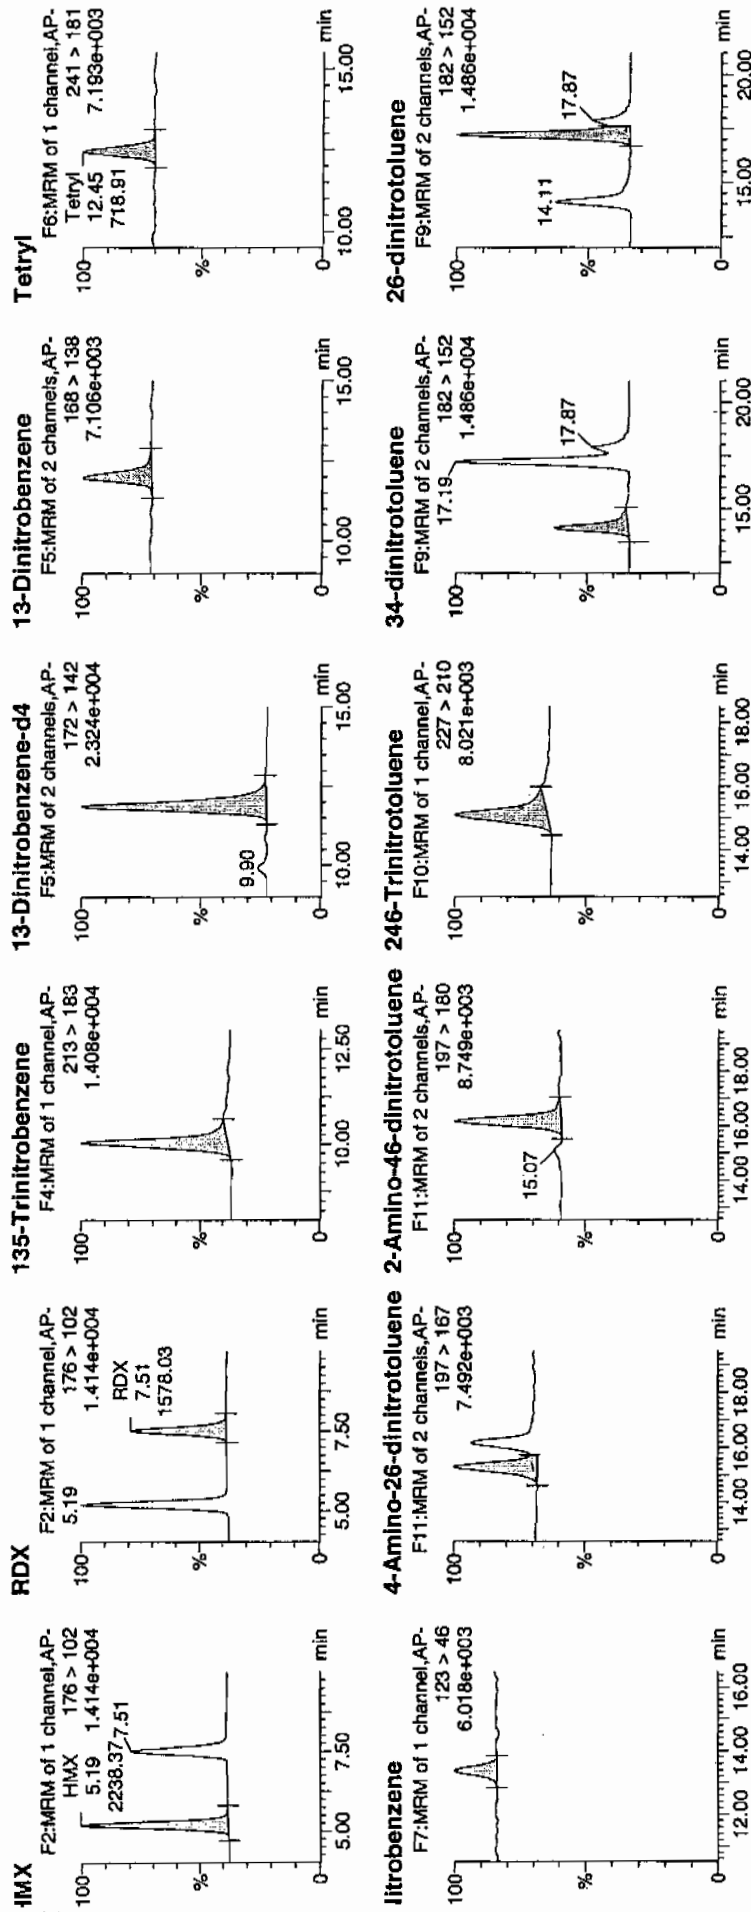 HMX
F2:MRM of 1 channel,AP-
176 > 102
1.414e+004
HMX
5.19
2238.37
7.51
100
%
0
5.00 7.50 min
RDX
F2:MRM of 1 channel,AP-
176 > 102
1.414e+004
5.19
RDX
7.51
1578.03
100
%
0
5.00 7.50 min
135-Trinitrobenzene
F4:MRM of 1 channel,AP-
213 > 183
1.408e+004
100
%
0
10.00 12.50 min
13-Dinitrobenzene-d4
F5:MRM of 2 channels,AP-
172 > 142
2.324e+004
9.90
100
%
0
10.00 15.00 min
13-Dinitrobenzene
F5:MRM of 2 channels,AP-
168 > 138
7.106e+003
100
%
0
10.00 15.00 min
Tetryl
F6:MRM of 1 channel,AP-
241 > 181
7.193e+003
Tetryl
12.45
718.91
100
%
0
10.00 15.00 min
litrobenzene
F7:MRM of 1 channel,AP-
123 > 46
6.018e+003
100
%
0
12.00 14.00 16.00 min
4-Amino-26-dinitrotoluene
F11:MRM of 2 channels,AP-
197 > 167
7.492e+003
100
%
0
14.00 16.00 18.00 min
2-Amino-46-dinitrotoluene
F11:MRM of 2 channels,AP-
197 > 180
8.749e+003
15.07
100
%
0
14.00 16.00 18.00 min
246-Trinitrotoluene
F10:MRM of 1 channel,AP-
227 > 210
8.021e+003
100
%
0
14.00 16.00 18.00 min
34-dinitrotoluene
F9:MRM of 2 channels,AP-
182 > 152
1.486e+004
17.19
17.87
100
%
0
15.00 20.00 min
26-dinitrotoluene
F9:MRM of 2 channels,AP-
182 > 152
1.486e+004
14.11
17.87
100
%
0
15.00 20.00 min